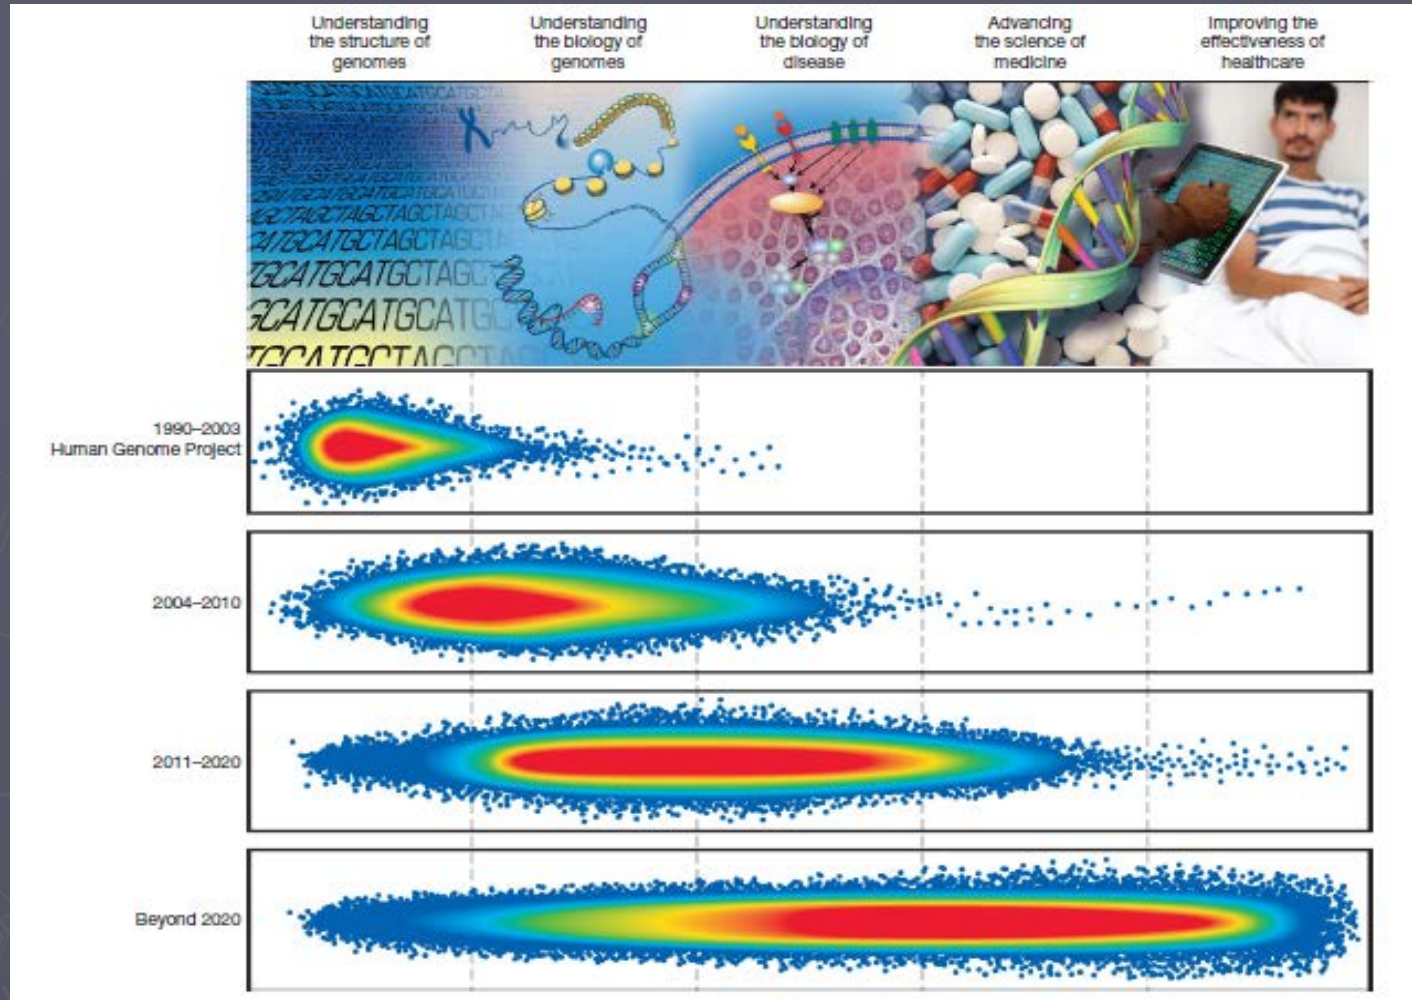 Understanding
the structure of
genomes
Understanding
the biology of
genomes
Understanding
the biology of
disease
Advancing
the science of
medicine
Improving the
effectiveness of
healthcare
GCATGCATGCATGC
1990–2003
Human Genome Project
2004–2010
2011–2020
Beyond 2020